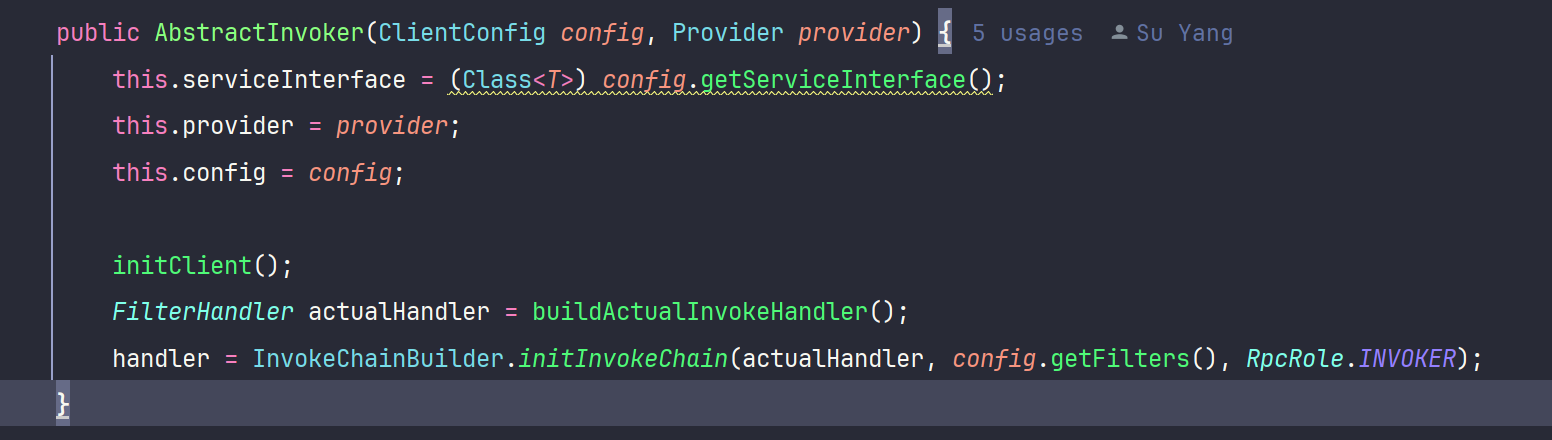 public AbstractInvoker(ClientConfig config, Provider provider) { 5 usages Su Yang
this.serviceInterface = (Class<T>) config.getServiceInterface();
this.provider = provider;
this.config = config;
initClient();
FilterHandler actualHandler = buildActualInvokeHandler();
handler = InvokeChainBuilder.initInvokeChain(actualHandler, config.getFilters(), RpcRole.INVOKER);
}